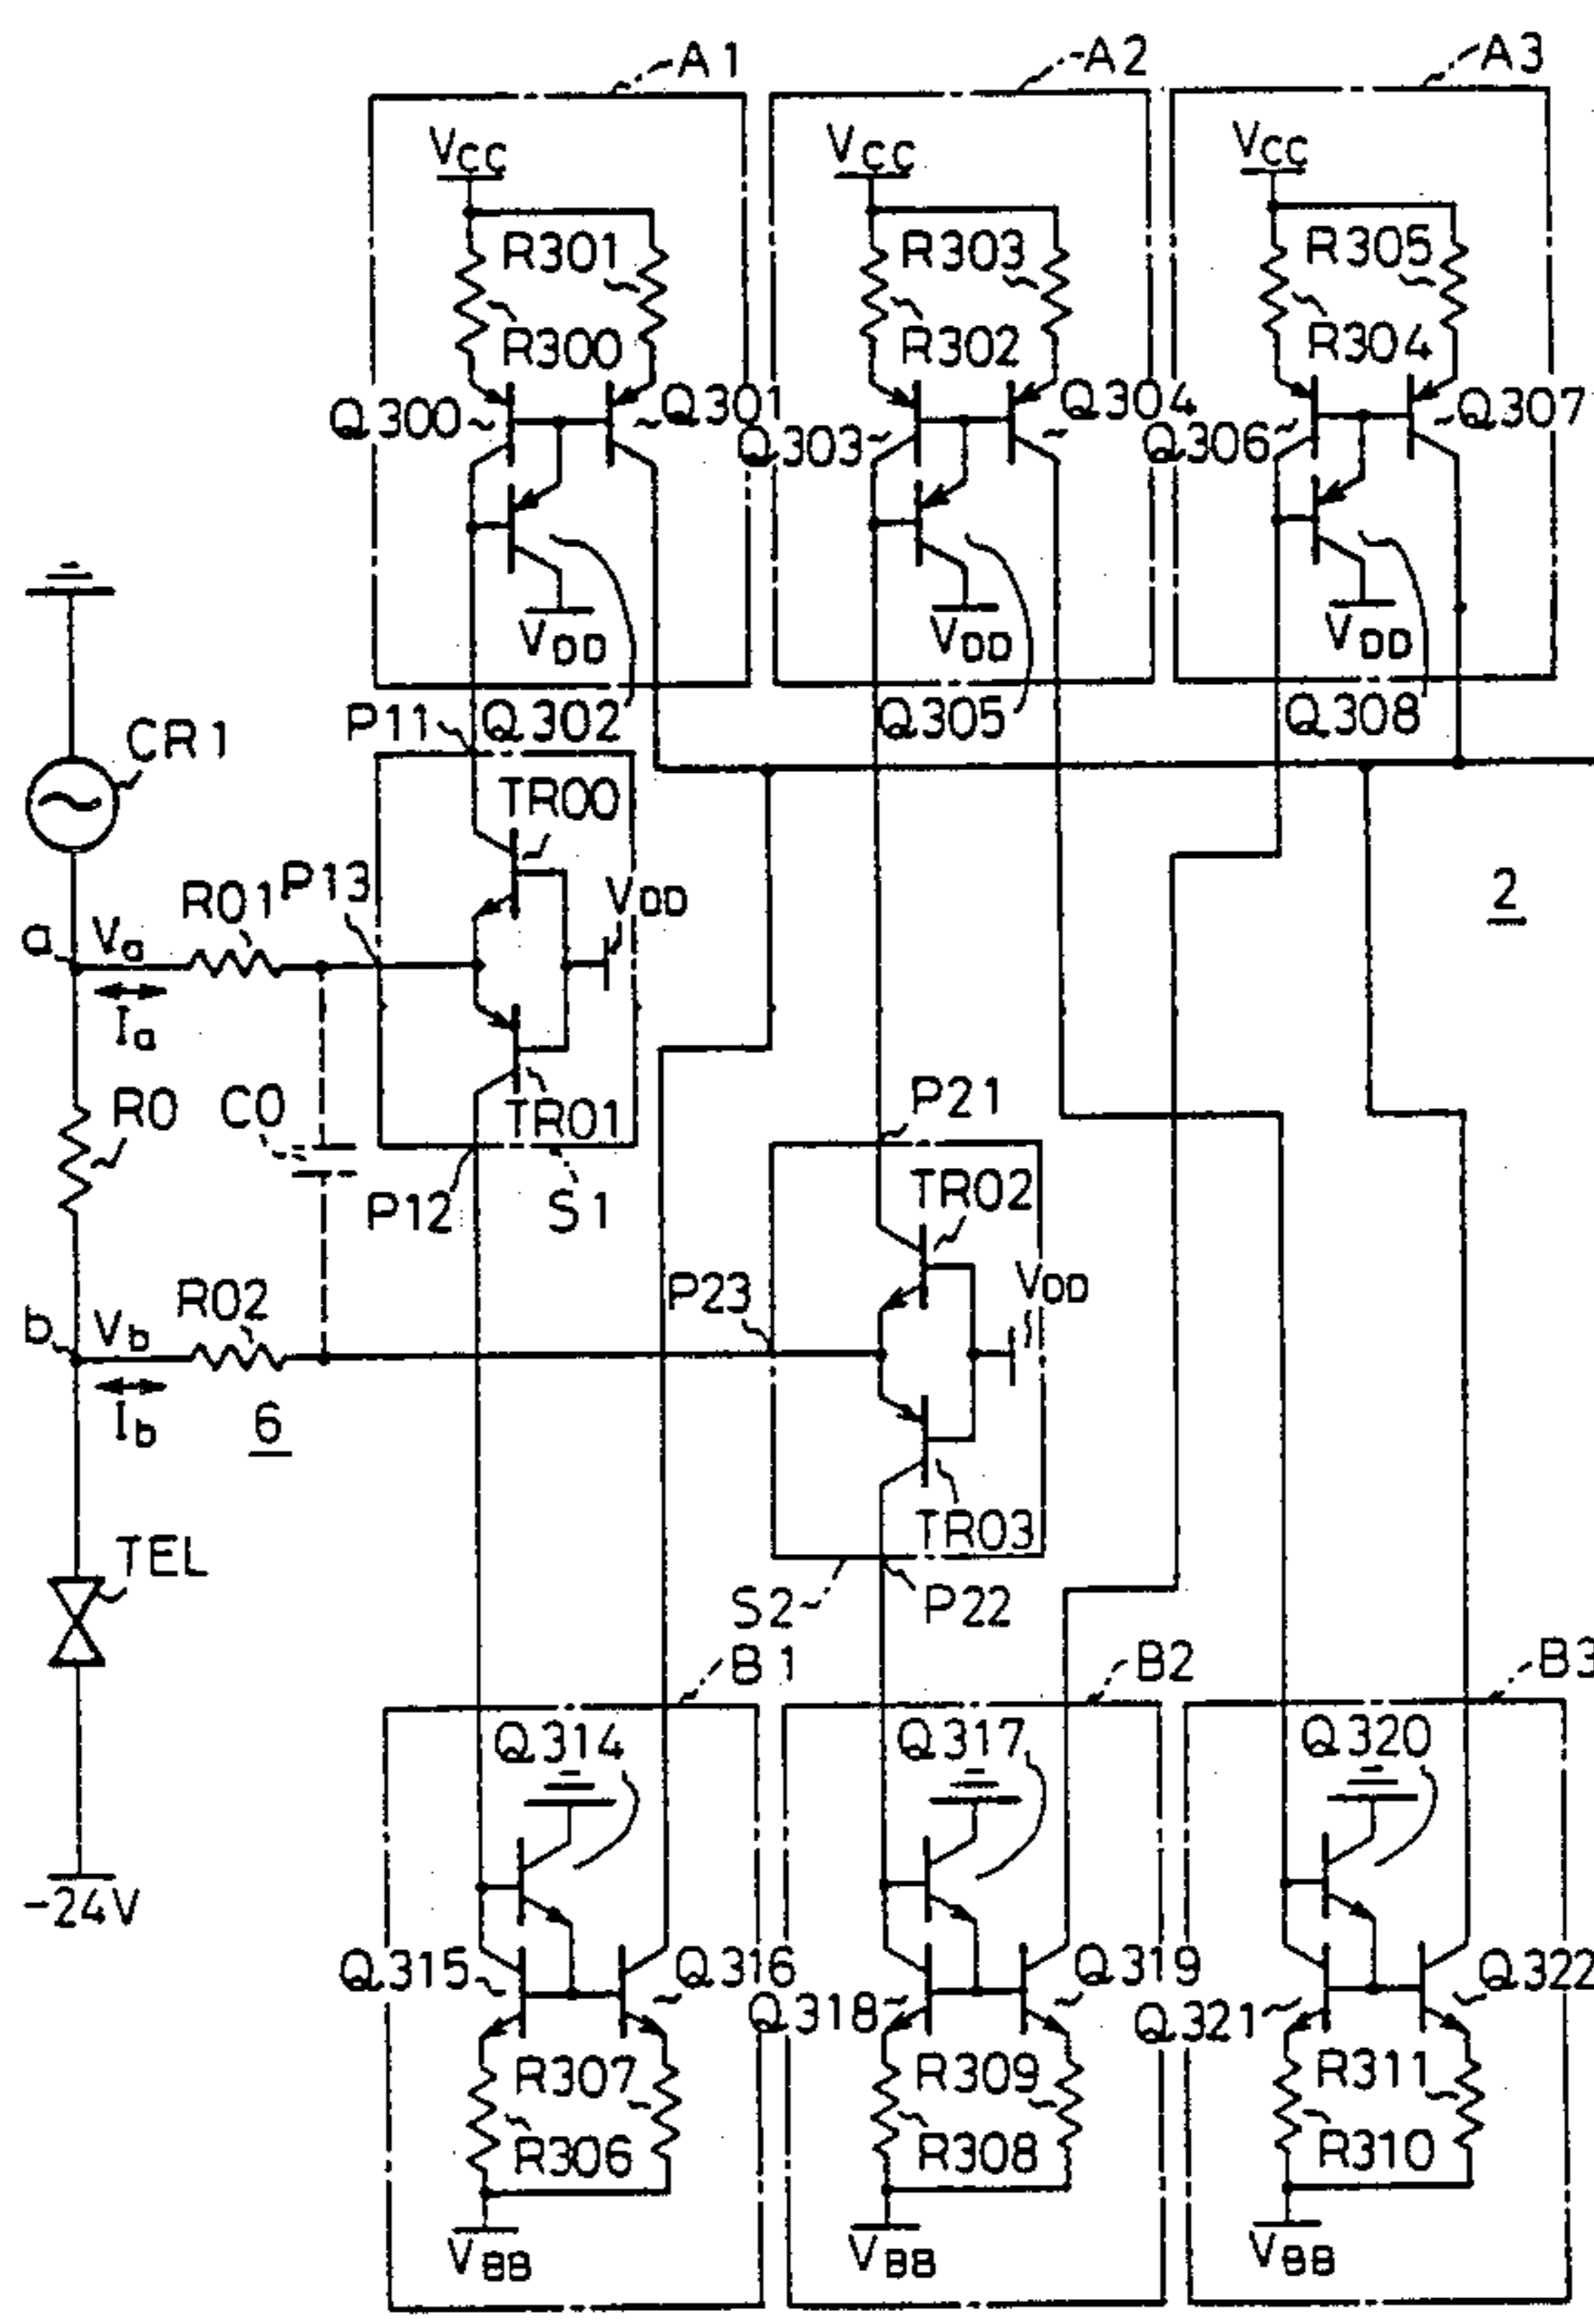 A1
A2
A3
VCC
VCC
VCC
R301
R303
R305
R300
R302
R304
Q300
Q301
Q303
Q304
Q306
Q307
VDD
VDD
VDD
P11
Q302
Q305
Q308
CR1
TR00
P13
VDD
R01
2
a
Va
Ia
R0
C0
TR01
P21
P12
S1
TR02
P23
VDD
R02
b
Vb
Ib
6
TR03
TEL
S2
P22
B1
B2
B3
Q314
Q317
Q320
-24V
Q315
Q316
Q318
Q319
Q321
Q322
R307
R309
R311
R306
R308
R310
VBB
VBB
VBB